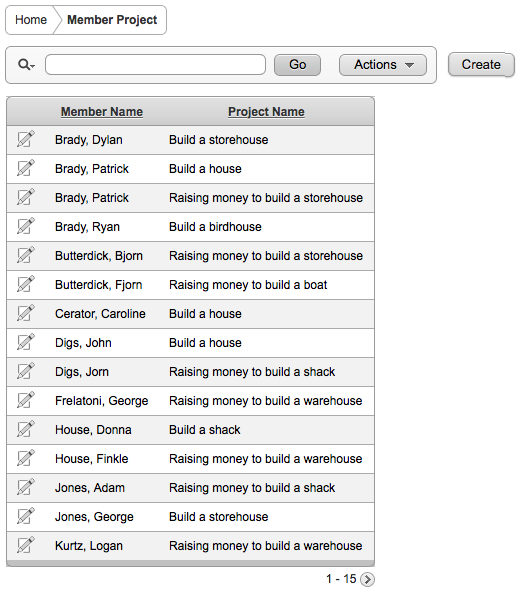 Home Member Project
Go Actions Create
Member Name Project Name
Brady, Dylan Build a storehouse
Brady, Patrick Build a house
Brady, Patrick Raising money to build a storehouse
Brady, Ryan Build a birdhouse
Butterdick, Bjorn Raising money to build a storehouse
Butterdick, Fjorn Raising money to build a boat
Cerator, Caroline Build a house
Digs, John Build a house
Digs, Jorn Raising money to build a shack
Frelatoni, George Raising money to build a warehouse
House, Donna Build a shack
House, Finkle Raising money to build a warehouse
Jones, Adam Raising money to build a shack
Jones, George Build a storehouse
Kurtz, Logan Raising money to build a warehouse
1 - 15